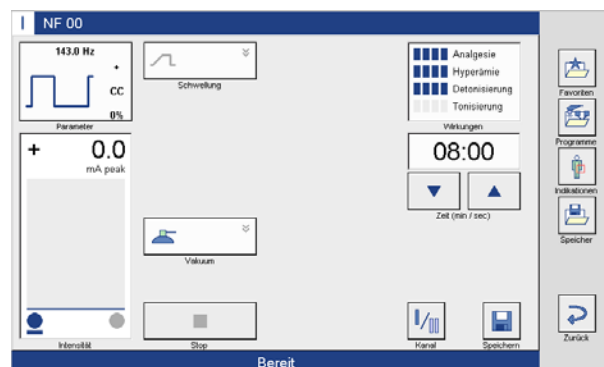 NF 00
143.0 Hz
+
CC
0%
Parameter
Schwellung
Analgesie
Hyperämie
Detonisierung
Tonisierung
Wirkungen
Favoriten
Programme
Indikationen
Speicher
Zurück
+ 0.0
mA peak
08:00
Zeit (min / sec)
Vakuum
Intensität
Stop
Kanal
Speichern
Bereit